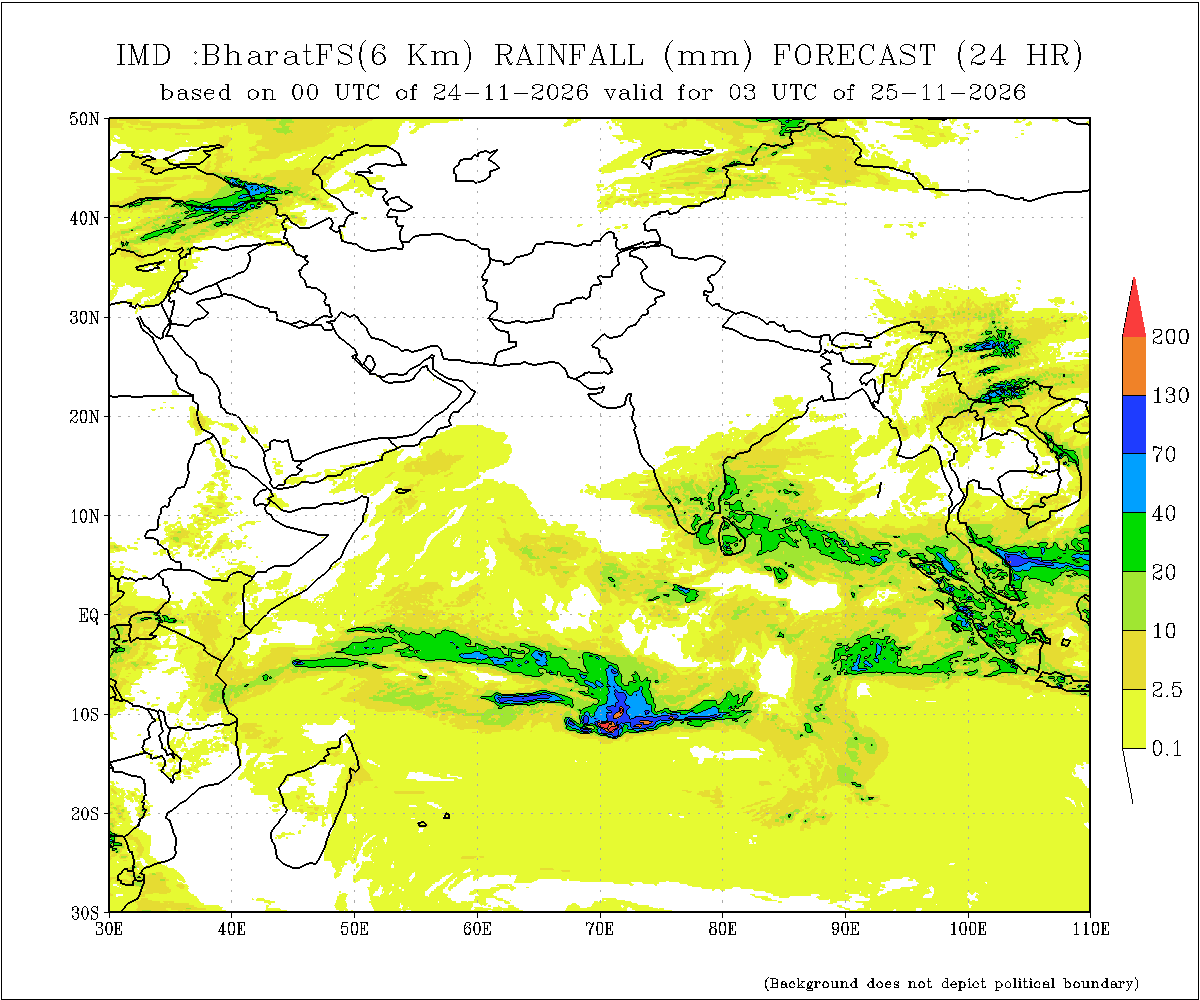 IMD :BharatFS(6 Km) RAINFALL (mm) FORECAST (24 HR)
based on 00 UTC of 24-11-2026 valid for 03 UTC of 25-11-2026
50N
40N
30N
20N
10N
EQ
10S
20S
30S
30E 40E 50E 60E 70E 80E 90E 100E 110E
200
130
70
40
20
10
2.5
0.1
(Background does not depict political boundary)